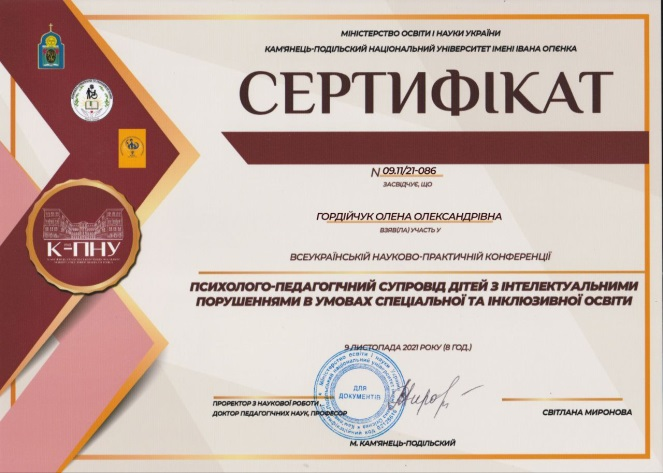 МІНІСТЕРСТВО ОСВІТИ І НАУКИ УКРАЇНИ
КАМ'ЯНЕЦЬ-ПОДІЛЬСКИЙ НАЦІОНАЛЬНИЙ УНІВЕРСИТЕТ ІМЕНІ ІВАНА ОГІЄНКА
СЕРТИФІКАТ
N 09.11/21-086
ЗАСВІДЧУЄ, ЩО
ГОРДІЙЧУК ОЛЕНА ОЛЕКСАНДРІВНА
ВЗЯВ(ЛА) УЧАСТЬ У
ВСЕУКРАЇНСЬКІЙ НАУКОВО-ПРАКТИЧНІЙ КОНФЕРЕНЦІЇ
ПСИХОЛОГО-ПЕДАГОГІЧНИЙ СУПРОВІД ДІТЕЙ З ІНТЕЛЕКТУАЛЬНИМИ
ПОРУШЕННЯМИ В УМОВАХ СПЕЦІАЛЬНОЇ ТА ІНКЛЮЗИВНОЇ ОСВІТИ
9 ЛИСТОПАДА 2021 РОКУ (8 ГОД.)
К-ПНУ
ДЛЯ
ДОКУМЕНТІВ
ПРОРЕКТОР З НАУКОВОЇ РОБОТИ
ДОКТОР ПЕДАГОГІЧНИХ НАУК, ПРОФЕСОР
СВІТЛАНА МИРОНОВА
М. КАМ'ЯНЕЦЬ-ПОДІЛЬСКИЙ